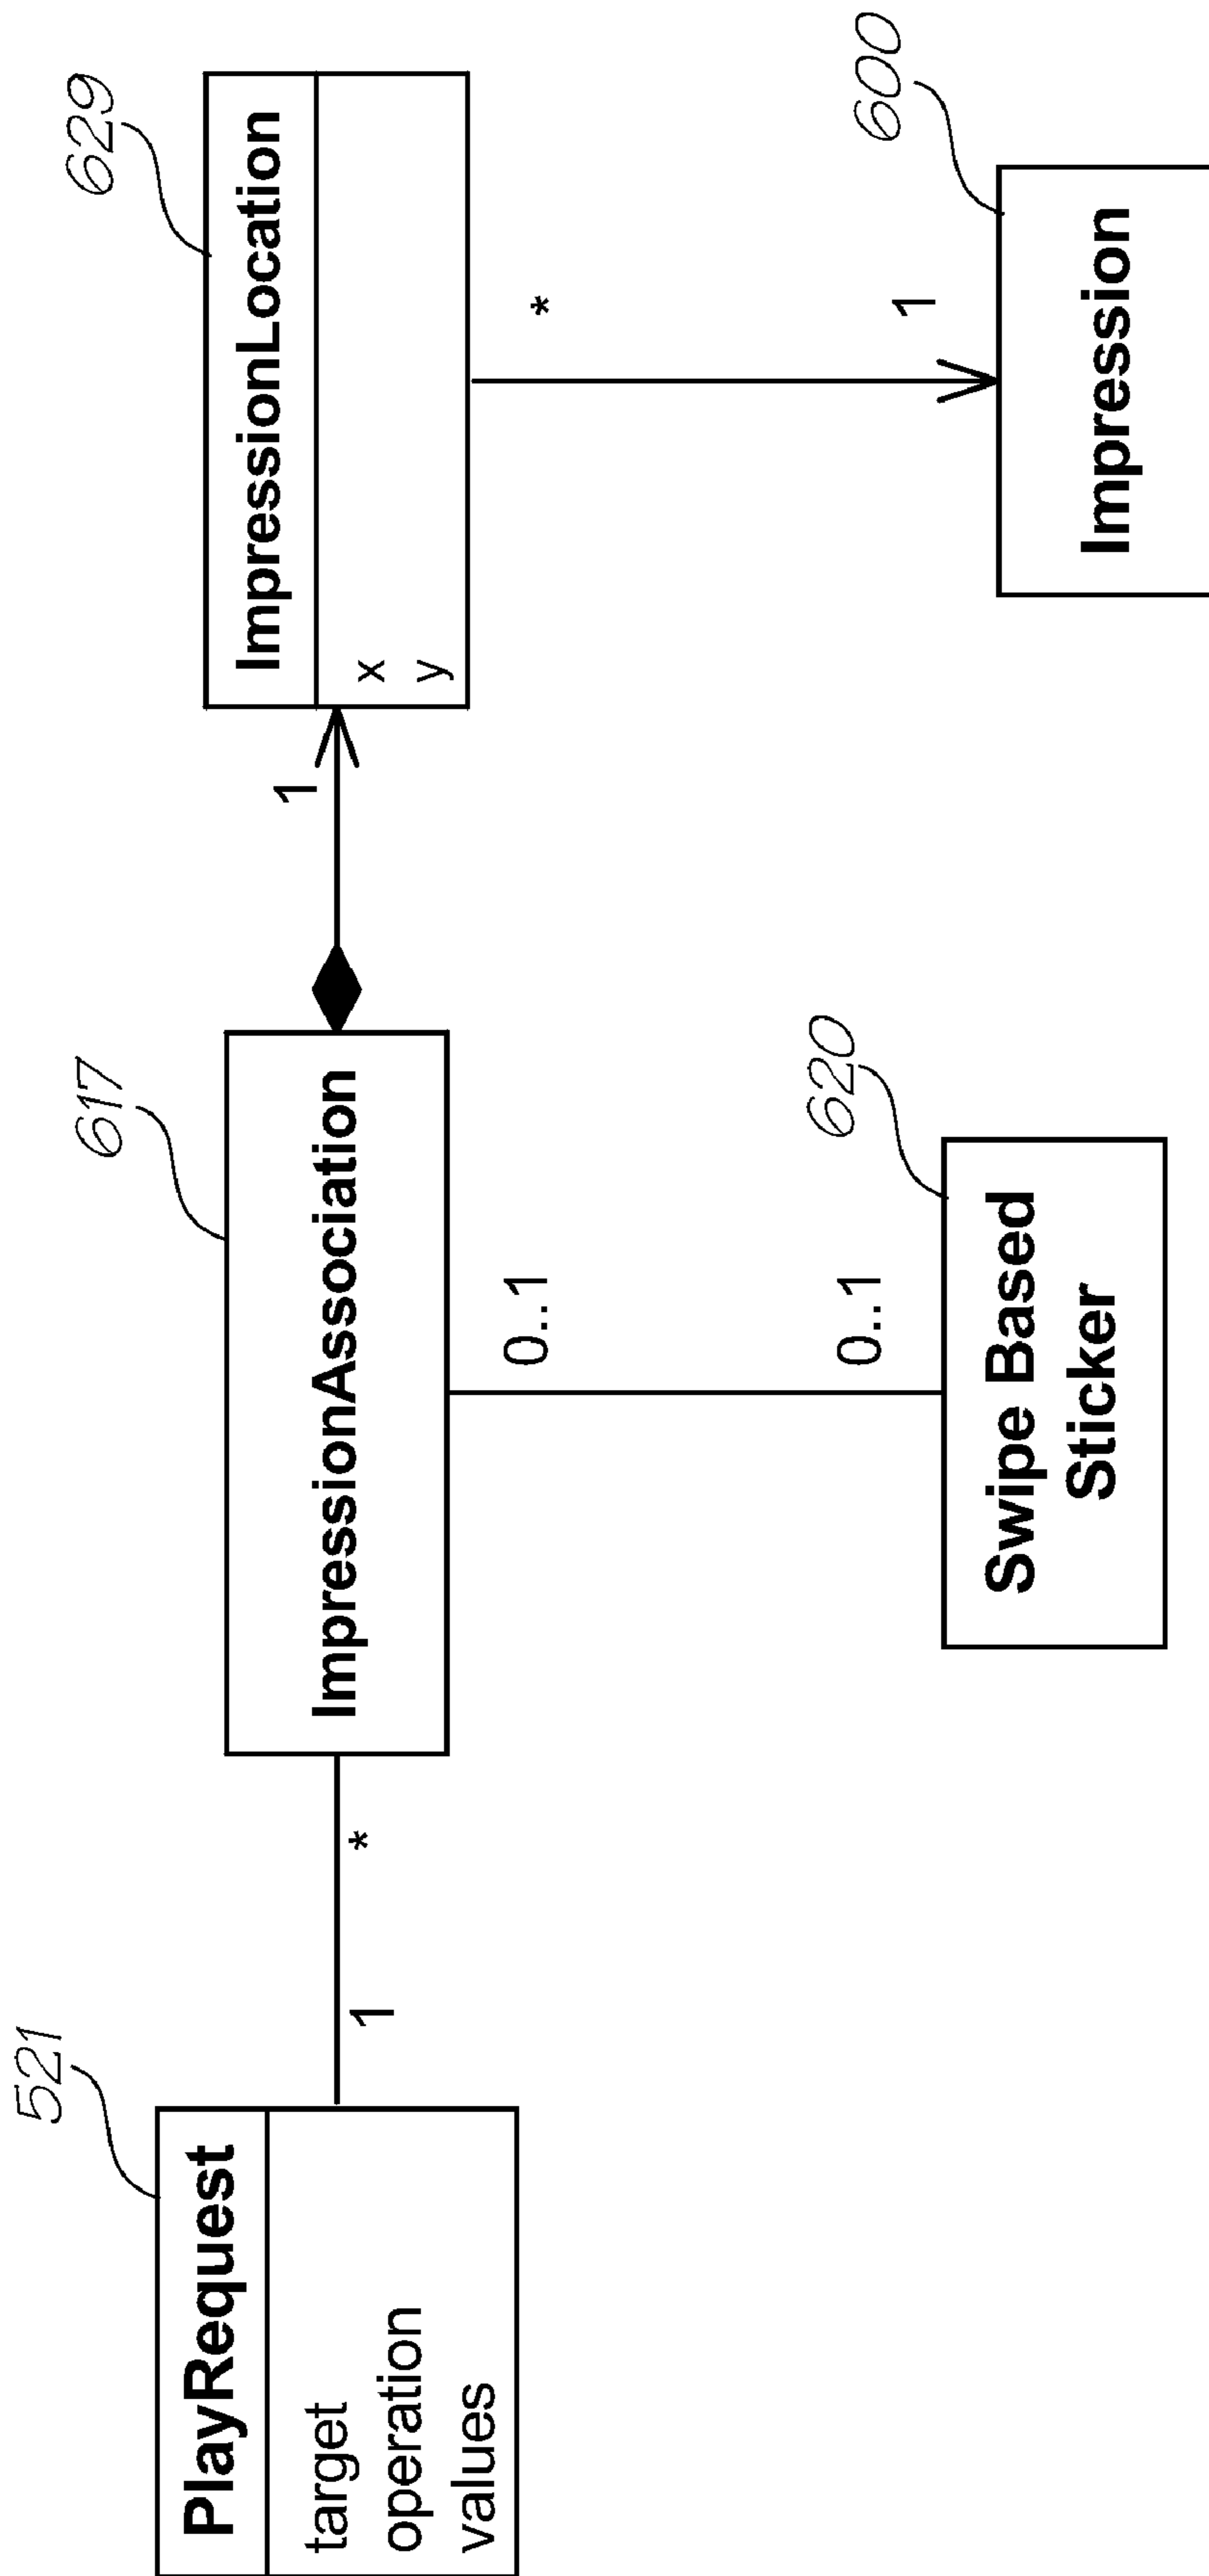 521
PlayRequest
target
operation
values
1
*
617
ImpressionAssociation
0..1
0..1
620
Swipe Based
Sticker
1
629
ImpressionLocation
x
y
*
1
600
Impression